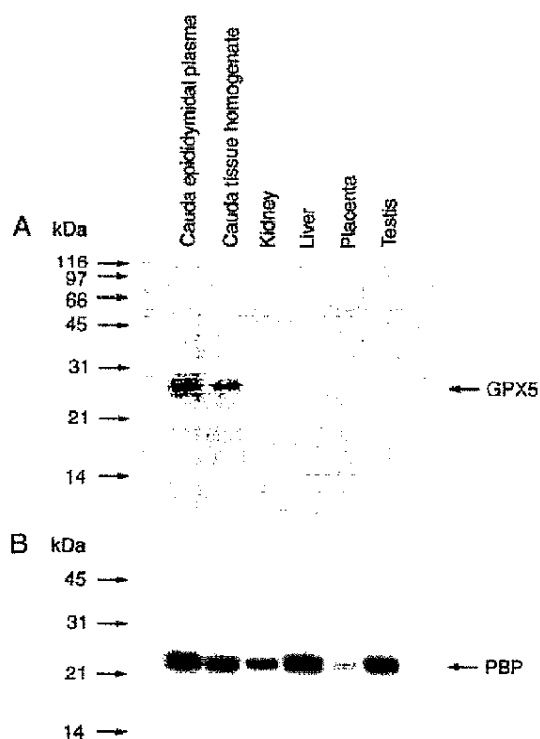 Cauda epididymidal plasma
Cauda tissue homogenate
Kidney
Liver
Placenta
Testis
A kDa
116
97
66
45
31
GPX5
21
14
B kDa
45
31
21
PBP
14